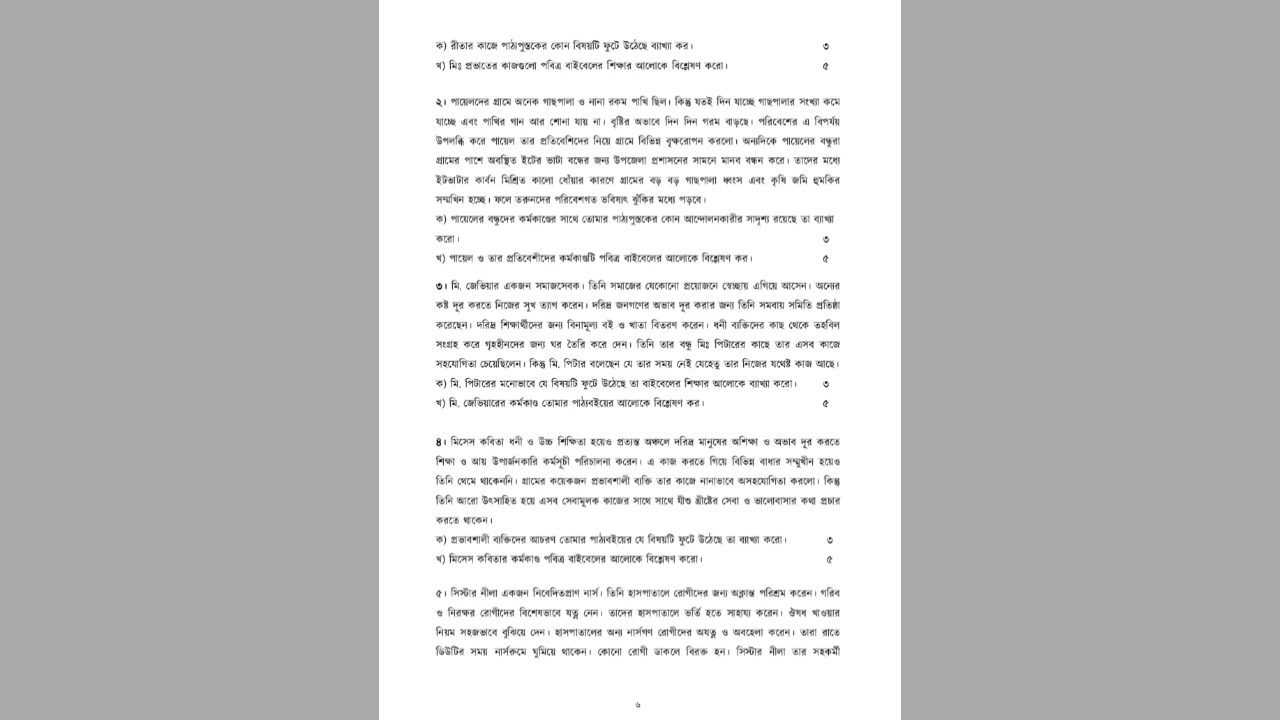 ক) রীতার কাজে পাঠ্যপুস্তকের কোন বিষয়টি ফুটে উঠেছে ব্যাখ্যা কর। ৩
খ) মিঃ প্রভাতের কাজগুলো পবিত্র বাইবেলের শিক্ষার আলোকে বিশ্লেষণ করো। ৫
২। পায়েলদের গ্রামে অনেক গাছপালা ও নানা রকম পাখি ছিল। কিন্তু যতই দিন যাচ্ছে গাছপালার সংখ্যা কমে
যাচ্ছে এবং পাখির গান আর শোনা যায় না। বৃষ্টির অভাবে দিন দিন গরম বাড়ছে। পরিবেশের এ বিপর্যয়
উপলব্ধি করে পায়েল তার প্রতিবেশিদের নিয়ে গ্রামে বিভিন্ন বৃক্ষরোপন করলো। অন্যদিকে পায়েলের বন্ধুরা
গ্রামের পাশে অবস্থিত ইটের ভাটা বন্ধের জন্য উপজেলা প্রশাসনের সামনে মানব বন্ধন করে। তাদের মধ্যে
ইটভাটার কার্বন মিশ্রিত কালো ধোঁয়ার কারণে গ্রামের বড় বড় গাছপালা ধ্বংস এবং কৃষি জমি হুমকির
সম্মখিন হচ্ছে। ফলে তরুনদের পরিবেশগত ভবিষ্যৎ ঝুঁকির মধ্যে পড়বে।
ক) পায়েলের বন্ধুদের কর্মকাণ্ডের সাথে তোমার পাঠ্যপুস্তকের কোন আন্দোলনকারীর সাদৃশ্য রয়েছে তা ব্যাখ্যা
করো। ৩
খ) পায়েল ও তার প্রতিবেশীদের কর্মকাণ্ডটি পবিত্র বাইবেলের আলোকে বিশ্লেষণ কর। ৫
৩। মি. জেভিয়ার একজন সমাজসেবক। তিনি সমাজের যেকোনো প্রয়োজনে স্বেচ্ছায় এগিয়ে আসেন। অন্যের
কষ্ট দূর করতে নিজের সুখ ত্যাগ করেন। দরিদ্র জনগণের অভাব দূর করার জন্য তিনি সমবায় সমিতি প্রতিষ্ঠা
করেছেন। দরিদ্র শিক্ষার্থীদের জন্য বিনামূল্য বই ও খাতা বিতরণ করেন। ধনী ব্যক্তিদের কাছ থেকে তহবিল
সংগ্রহ করে গৃহহীনদের জন্য ঘর তৈরি করে দেন। তিনি তার বন্ধু মিঃ পিটারের কাছে তার এসব কাজে
সহযোগিতা চেয়েছিলেন। কিন্তু মি. পিটার বলেছেন যে তার সময় নেই যেহেতু তার নিজের যথেষ্ট কাজ আছে।
ক) মি. পিটারের মনোভাবে যে বিষয়টি ফুটে উঠেছে তা বাইবেলের শিক্ষার আলোকে ব্যাখ্যা করো। ৩
খ) মি. জেভিয়ারের কর্মকাণ্ড তোমার পাঠ্যবইয়ের আলোকে বিশ্লেষণ কর। ৫
৪। মিসেস কবিতা ধনী ও উচ্চ শিক্ষিতা হয়েও প্রত্যন্ত অঞ্চলে দরিদ্র মানুষের অশিক্ষা ও অভাব দূর করতে
শিক্ষা ও আয় উপার্জনকারি কর্মসূচী পরিচালনা করেন। এ কাজ করতে গিয়ে বিভিন্ন বাধার সম্মুখীন হয়েও
তিনি থেমে থাকেননি। গ্রামের কয়েকজন প্রভাবশালী ব্যক্তি তার কাজে নানাভাবে অসহযোগিতা করলো। কিন্তু
তিনি আরো উৎসাহিত হয়ে এসব সেবামূলক কাজের সাথে সাথে যীশু খ্রীষ্টের সেবা ও ভালোবাসার কথা প্রচার
করতে থাকেন।
ক) প্রভাবশালী ব্যক্তিদের আচরণ তোমার পাঠ্যবইয়ের যে বিষয়টি ফুটে উঠেছে তা ব্যাখ্যা করো। ৩
খ) মিসেস কবিতার কর্মকাণ্ড পবিত্র বাইবেলের আলোকে বিশ্লেষণ করো। ৫
৫। সিস্টার নীলা একজন নিবেদিতপ্রাণ নার্স। তিনি হাসপাতালে রোগীদের জন্য অক্লান্ত পরিশ্রম করেন। গরিব
ও নিরক্ষর রোগীদের বিশেষভাবে যত্ন নেন। তাদের হাসপাতালে ভর্তি হতে সাহায্য করেন। ঔষধ খাওয়ার
নিয়ম সহজভাবে বুঝিয়ে দেন। হাসপাতালের অন্য নার্সগণ রোগীদের অযত্ন ও অবহেলা করেন। তারা রাতে
ডিউটির সময় নার্সরুমে ঘুমিয়ে থাকেন। কোনো রোগী ডাকলে বিরক্ত হন। সিস্টার নীলা তার সহকর্মী
৬